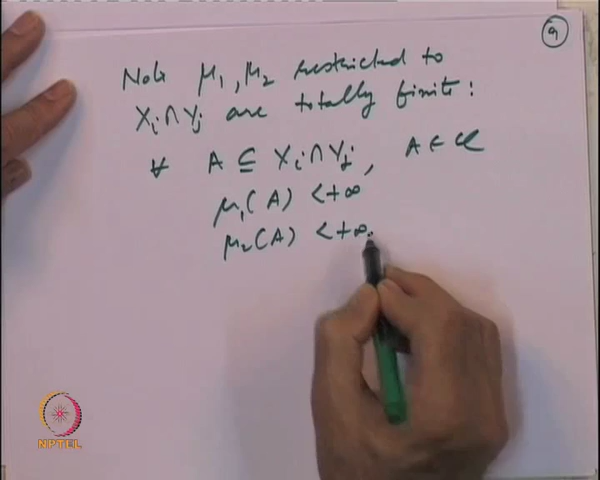 9
Note μ₁, μ₂ restricted to
Xᵢ ∩ Yⱼ are totally finite :
∀ A ⊆ Xᵢ ∩ Yⱼ, A ∈ 𝒜
μ₁(A) < +∞
μ₂(A) < +∞.
NPTEL